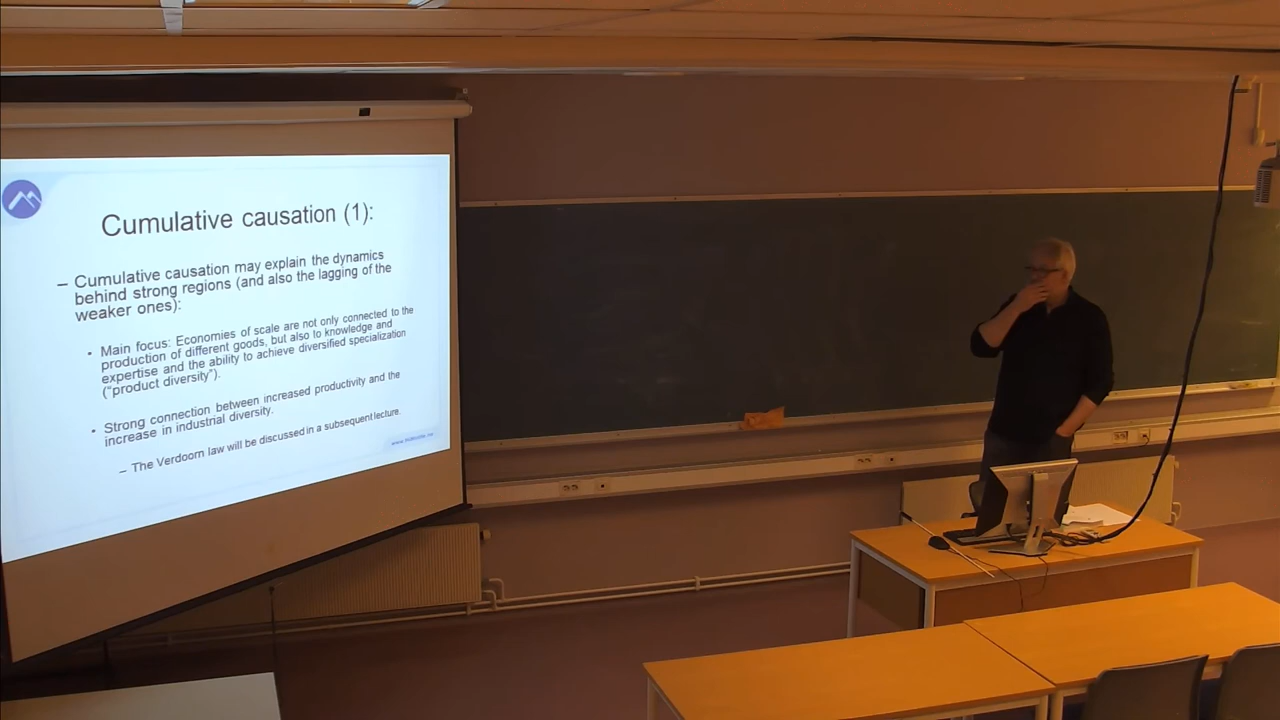 Cumulative causation (1):
– Cumulative causation may explain the dynamics
behind strong regions (and also the lagging of the
weaker ones):
• Main focus: Economies of scale are not only connected to the
production of different goods, but also to knowledge and
expertise and the ability to achieve diversified specialization
("product diversity").
• Strong connection between increased productivity and the
increase in industrial diversity.
– The Verdoorn law will be discussed in a subsequent lecture.